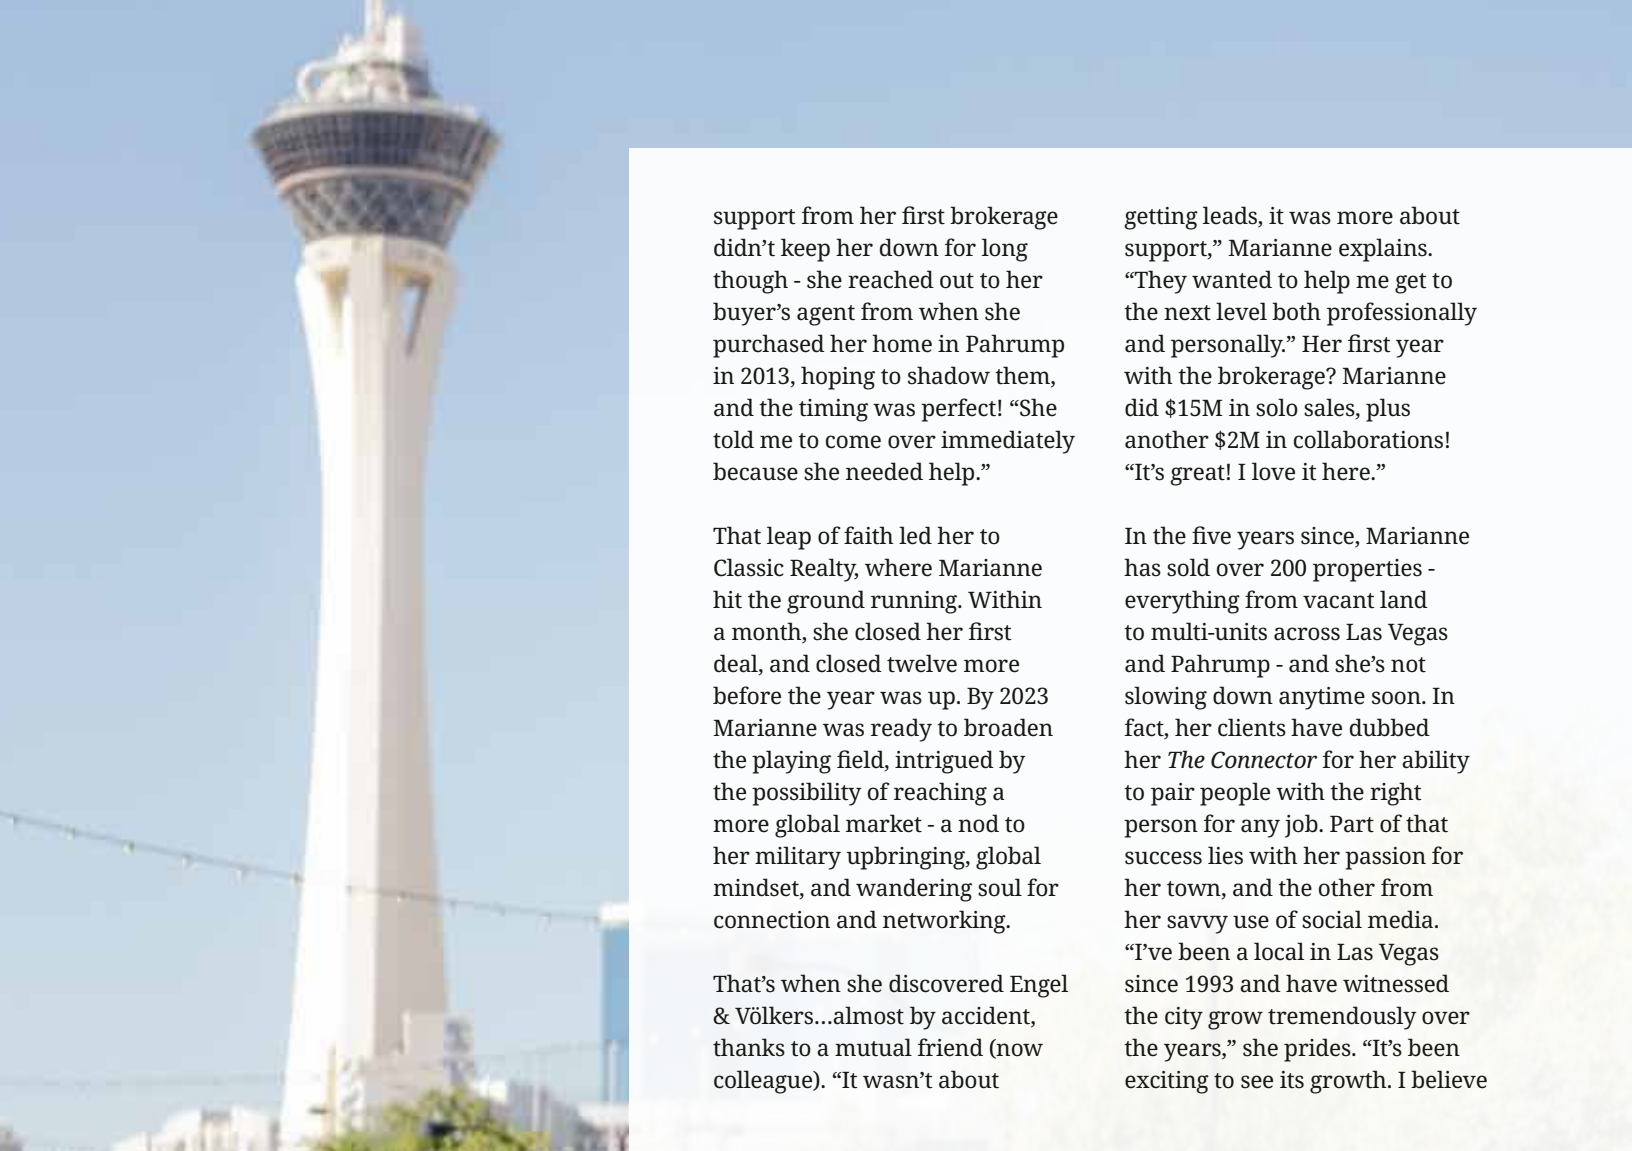 support from her first brokerage
didn’t keep her down for long
though - she reached out to her
buyer’s agent from when she
purchased her home in Pahrump
in 2013, hoping to shadow them,
and the timing was perfect! “She
told me to come over immediately
because she needed help.”
That leap of faith led her to
Classic Realty, where Marianne
hit the ground running. Within
a month, she closed her first
deal, and closed twelve more
before the year was up. By 2023
Marianne was ready to broaden
the playing field, intrigued by
the possibility of reaching a
more global market - a nod to
her military upbringing, global
mindset, and wandering soul for
connection and networking.
That’s when she discovered Engel
& Völkers...almost by accident,
thanks to a mutual friend (now
colleague). “It wasn’t about
getting leads, it was more about
support,” Marianne explains.
“They wanted to help me get to
the next level both professionally
and personally.” Her first year
with the brokerage? Marianne
did $15M in solo sales, plus
another $2M in collaborations!
“It’s great! I love it here.”
In the five years since, Marianne
has sold over 200 properties -
everything from vacant land
to multi-units across Las Vegas
and Pahrump - and she’s not
slowing down anytime soon. In
fact, her clients have dubbed
her The Connector for her ability
to pair people with the right
person for any job. Part of that
success lies with her passion for
her town, and the other from
her savvy use of social media.
“I’ve been a local in Las Vegas
since 1993 and have witnessed
the city grow tremendously over
the years,” she prides. “It’s been
exciting to see its growth. I believe